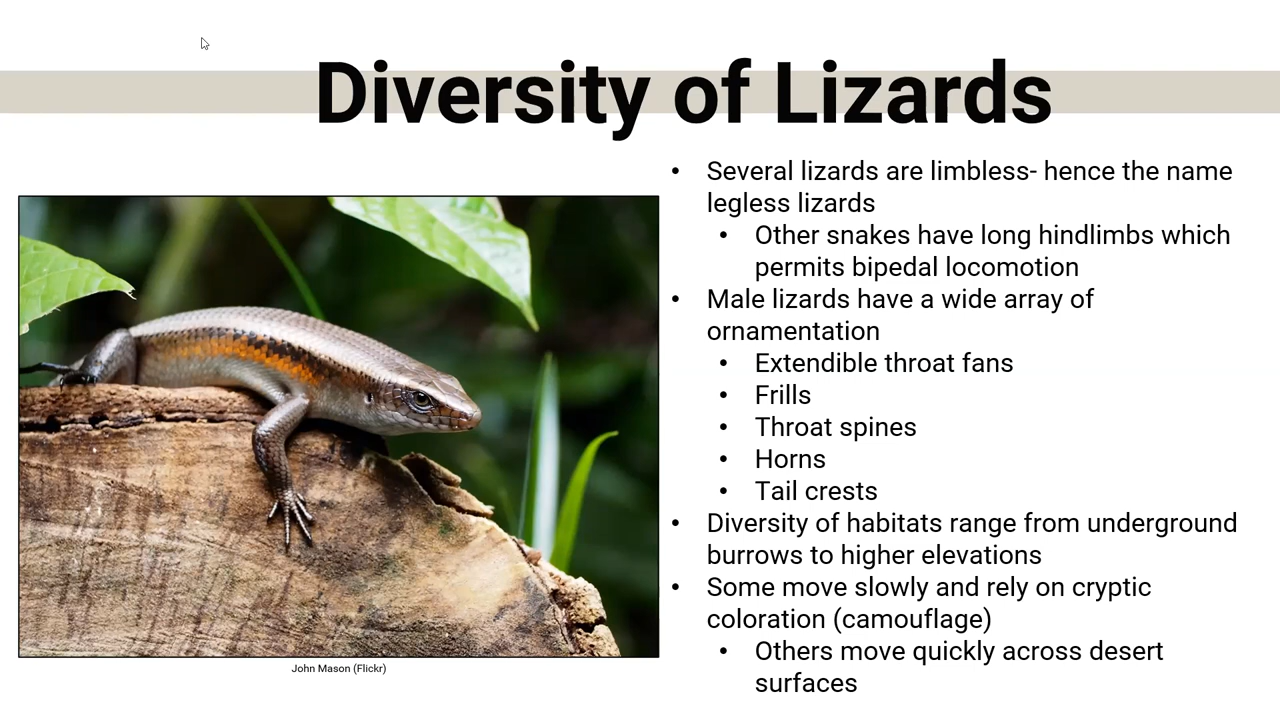 Diversity of Lizards
• Several lizards are limbless- hence the name
legless lizards
• Other snakes have long hindlimbs which
permits bipedal locomotion
• Male lizards have a wide array of
ornamentation
• Extendible throat fans
• Frills
• Throat spines
• Horns
• Tail crests
• Diversity of habitats range from underground
burrows to higher elevations
• Some move slowly and rely on cryptic
coloration (camouflage)
• Others move quickly across desert
surfaces
John Mason (Flickr)